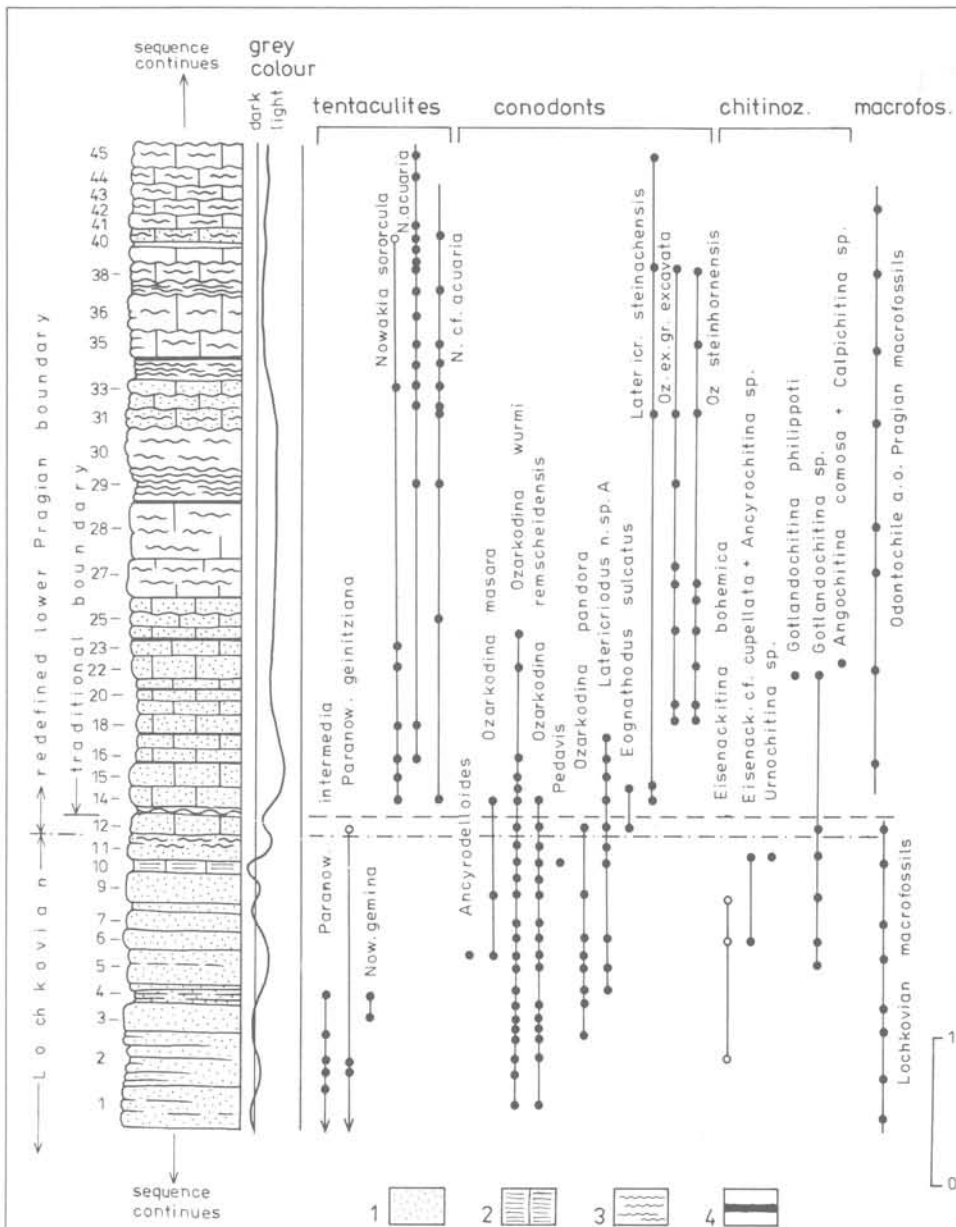 sequence
continues
grey
colour
dark
light
tentaculites
conodonts
chitinoz.
macrofos.
45
44
43
42
41
40
38
36
35
33
31
30
29
28
27
25
23
22
20
18
16
15
14
12
11
10
9
7
6
5
4
3
2
1
Lochkovian
redefined lower Pragian boundary
traditional boundary
Paranow. intermedia
Paranow. geinitziana
Now. gemina
Nowakia sororcula
N. acuaria
N. cf. acuaria
Ancyrodelloides
Ozarkodina masara
Ozarkodina wurmi
Ozarkodina remscheidensis
Pedavis
Ozarkodina pandora
Latericriodus n. sp. A
Eognathodus sulcatus
Latericr. steinachensis
Oz. ex. gr. excavata
Oz steinhornensis
Eisenackitina bohemica
Eisenack. cf. cupellata + Ancyrochitina sp.
Urnochitina sp.
Gotlandochitina philippoti
Gotlandochitina sp.
Angochitina comosa + Calpichitina sp.
Odontochile a.o. Pragian macrofossils
Lochkovian macrofossils
1
0
sequence
continues
1
2
3
4